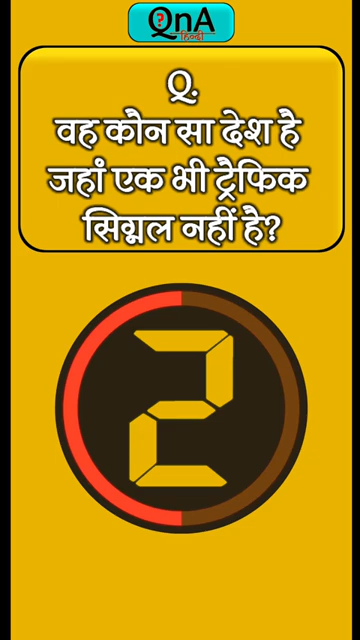 QnA
?
हिन्दी
Q.
वह कौन सा देश है
जहां एक भी ट्रैफिक
सिग्नल नहीं है?
2